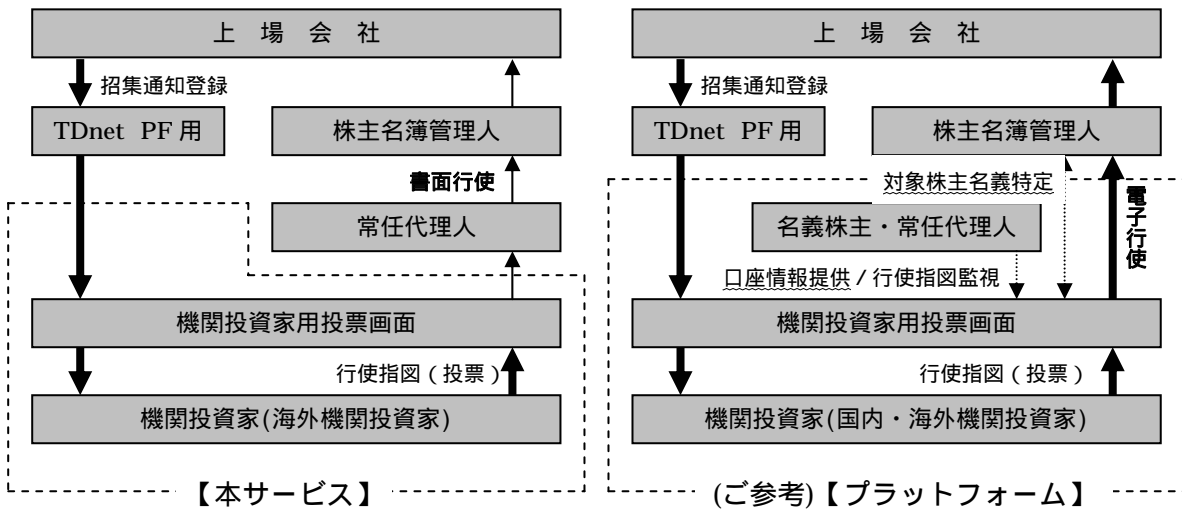 上 場 会 社
招集通知登録
TDnet PF 用
株主名簿管理人
書面行使
常任代理人
機関投資家用投票画面
行使指図（投票）
機関投資家(海外機関投資家)
【本サービス】
上 場 会 社
招集通知登録
TDnet PF 用
株主名簿管理人
対象株主名義特定
電子行使
名義株主・常任代理人
口座情報提供 / 行使指図監視
機関投資家用投票画面
行使指図（投票）
機関投資家(国内・海外機関投資家)
(ご参考)【プラットフォーム】